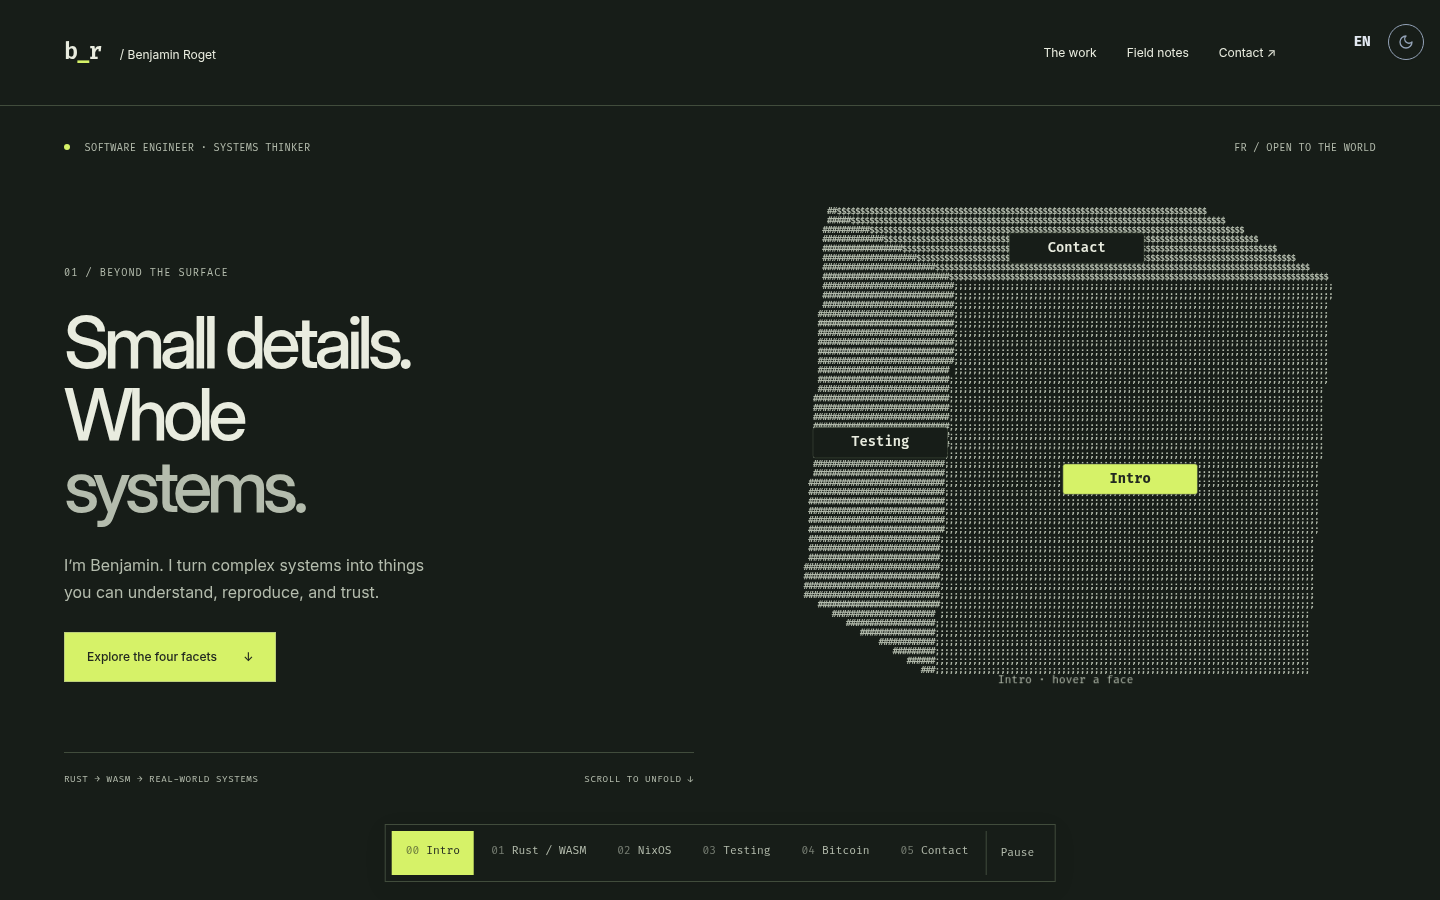 b_r / Benjamin Roget
The work
Field notes
Contact ↗
EN
SOFTWARE ENGINEER · SYSTEMS THINKER
FR / OPEN TO THE WORLD
01 / BEYOND THE SURFACE
Small details.
Whole
systems.
I'm Benjamin. I turn complex systems into things
you can understand, reproduce, and trust.
Explore the four facets ↓
Contact
Testing
Intro
Intro · hover a face
RUST → WASM → REAL-WORLD SYSTEMS
SCROLL TO UNFOLD ↓
00 Intro
01 Rust / WASM
02 NixOS
03 Testing
04 Bitcoin
05 Contact
Pause